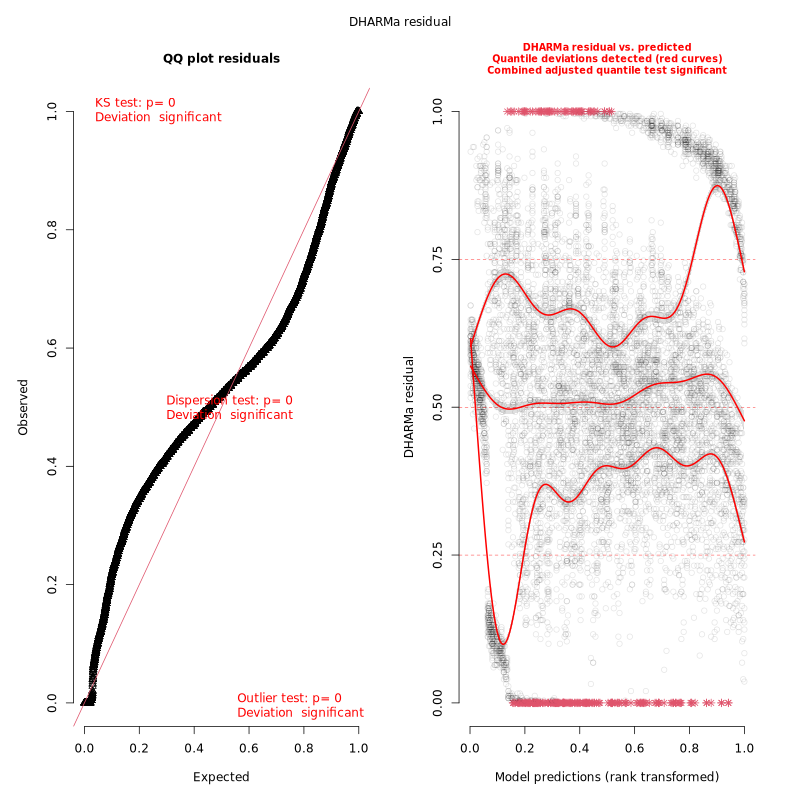 DHARMa residual
QQ plot residuals
KS test: p= 0
Deviation significant
Dispersion test: p= 0
Deviation significant
Outlier test: p= 0
Deviation significant
Observed
0.0
0.2
0.4
0.6
0.8
1.0
0.0
0.2
0.4
0.6
0.8
1.0
Expected
DHARMa residual vs. predicted
Quantile deviations detected (red curves)
Combined adjusted quantile test significant
DHARMa residual
0.00
0.25
0.50
0.75
1.00
0.0
0.2
0.4
0.6
0.8
1.0
Model predictions (rank transformed)